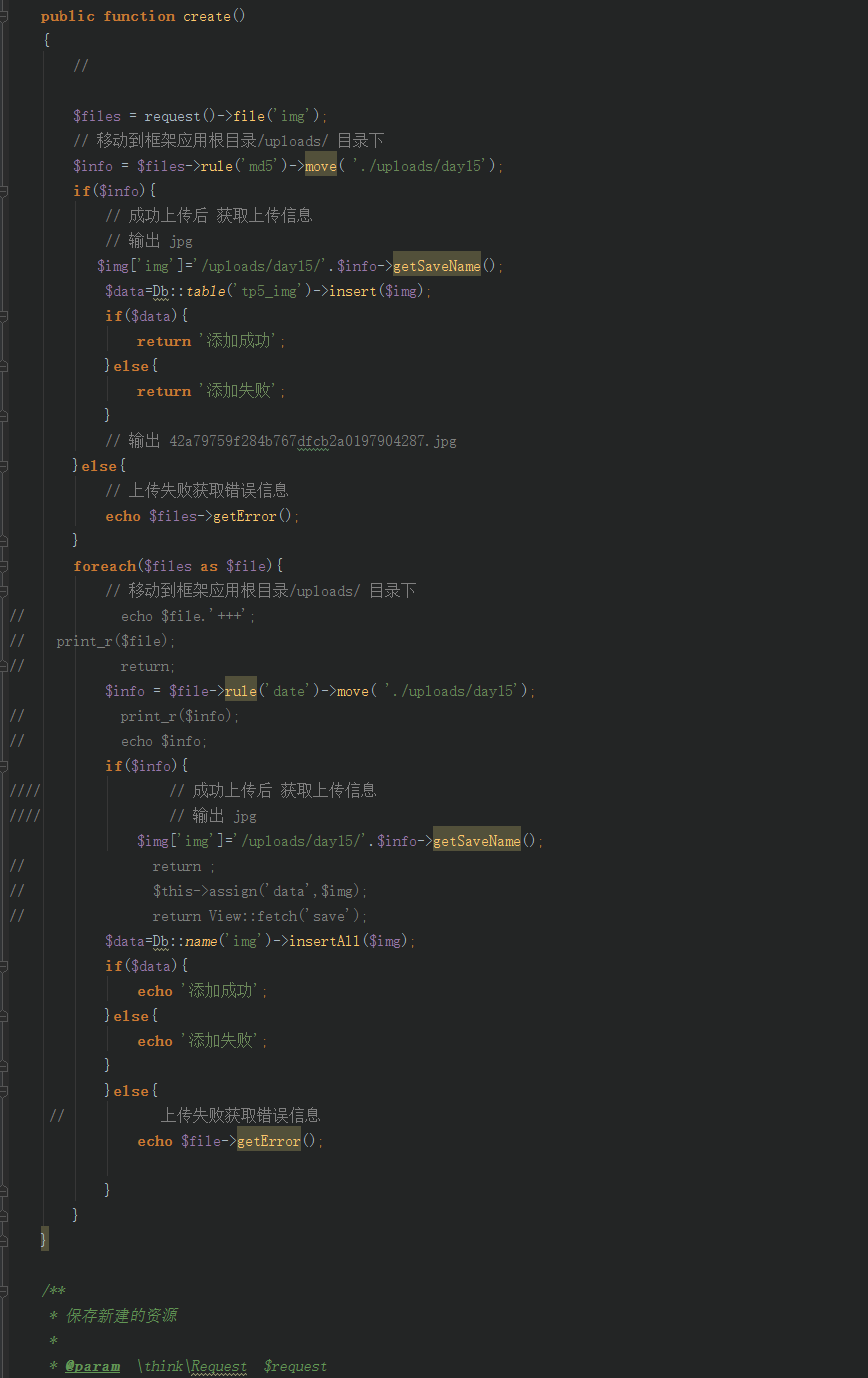 public function create()
{
//
$files = request()->file('img');
// 移动到框架应用根目录/uploads/ 目录下
$info = $files->rule('md5')->move( './uploads/day15');
if($info){
// 成功上传后 获取上传信息
// 输出 jpg
$img['img']='/uploads/day15/'.$info->getSaveName();
$data=Db::table('tp5_img')->insert($img);
if($data){
return '添加成功';
}else{
return '添加失败';
}
// 输出 42a79759f284b767dfcb2a0197904287.jpg
}else{
// 上传失败获取错误信息
echo $files->getError();
}
foreach($files as $file){
// 移动到框架应用根目录/uploads/ 目录下
// echo $file.'+++';
// print_r($file);
// return;
$info = $file->rule('date')->move( './uploads/day15');
// print_r($info);
// echo $info;
if($info){
//// // 成功上传后 获取上传信息
//// // 输出 jpg
$img['img']='/uploads/day15/'.$info->getSaveName();
// return ;
// $this->assign('data',$img);
// return View::fetch('save');
$data=Db::name('img')->insertAll($img);
if($data){
echo '添加成功';
}else{
echo '添加失败';
}
}else{
// 上传失败获取错误信息
echo $file->getError();
}
}
}
/**
* 保存新建的资源
*
* @param \think\Request $request